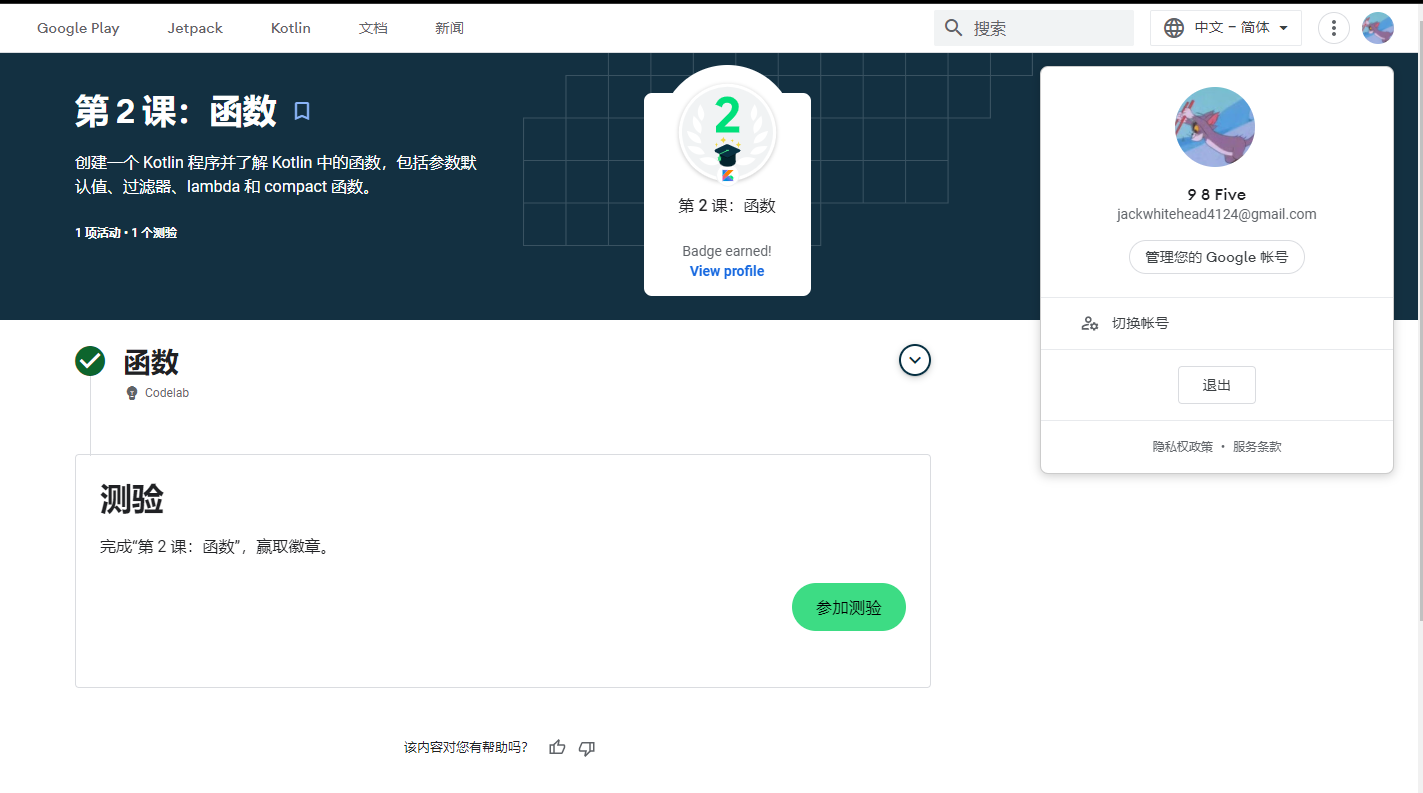 Google Play Jetpack Kotlin 文档 新闻 搜索 中文 – 简体
第 2 课：函数
创建一个 Kotlin 程序并了解 Kotlin 中的函数，包括参数默
认值、过滤器、lambda 和 compact 函数。
1 项活动 • 1 个测验
2
第 2 课：函数
Badge earned!
View profile
9 8 Five
jackwhitehead4124@gmail.com
管理您的 Google 帐号
切换帐号
退出
隐私权政策 • 服务条款
函数
Codelab
测验
完成“第 2 课：函数”，赢取徽章。
参加测验
该内容对您有帮助吗？